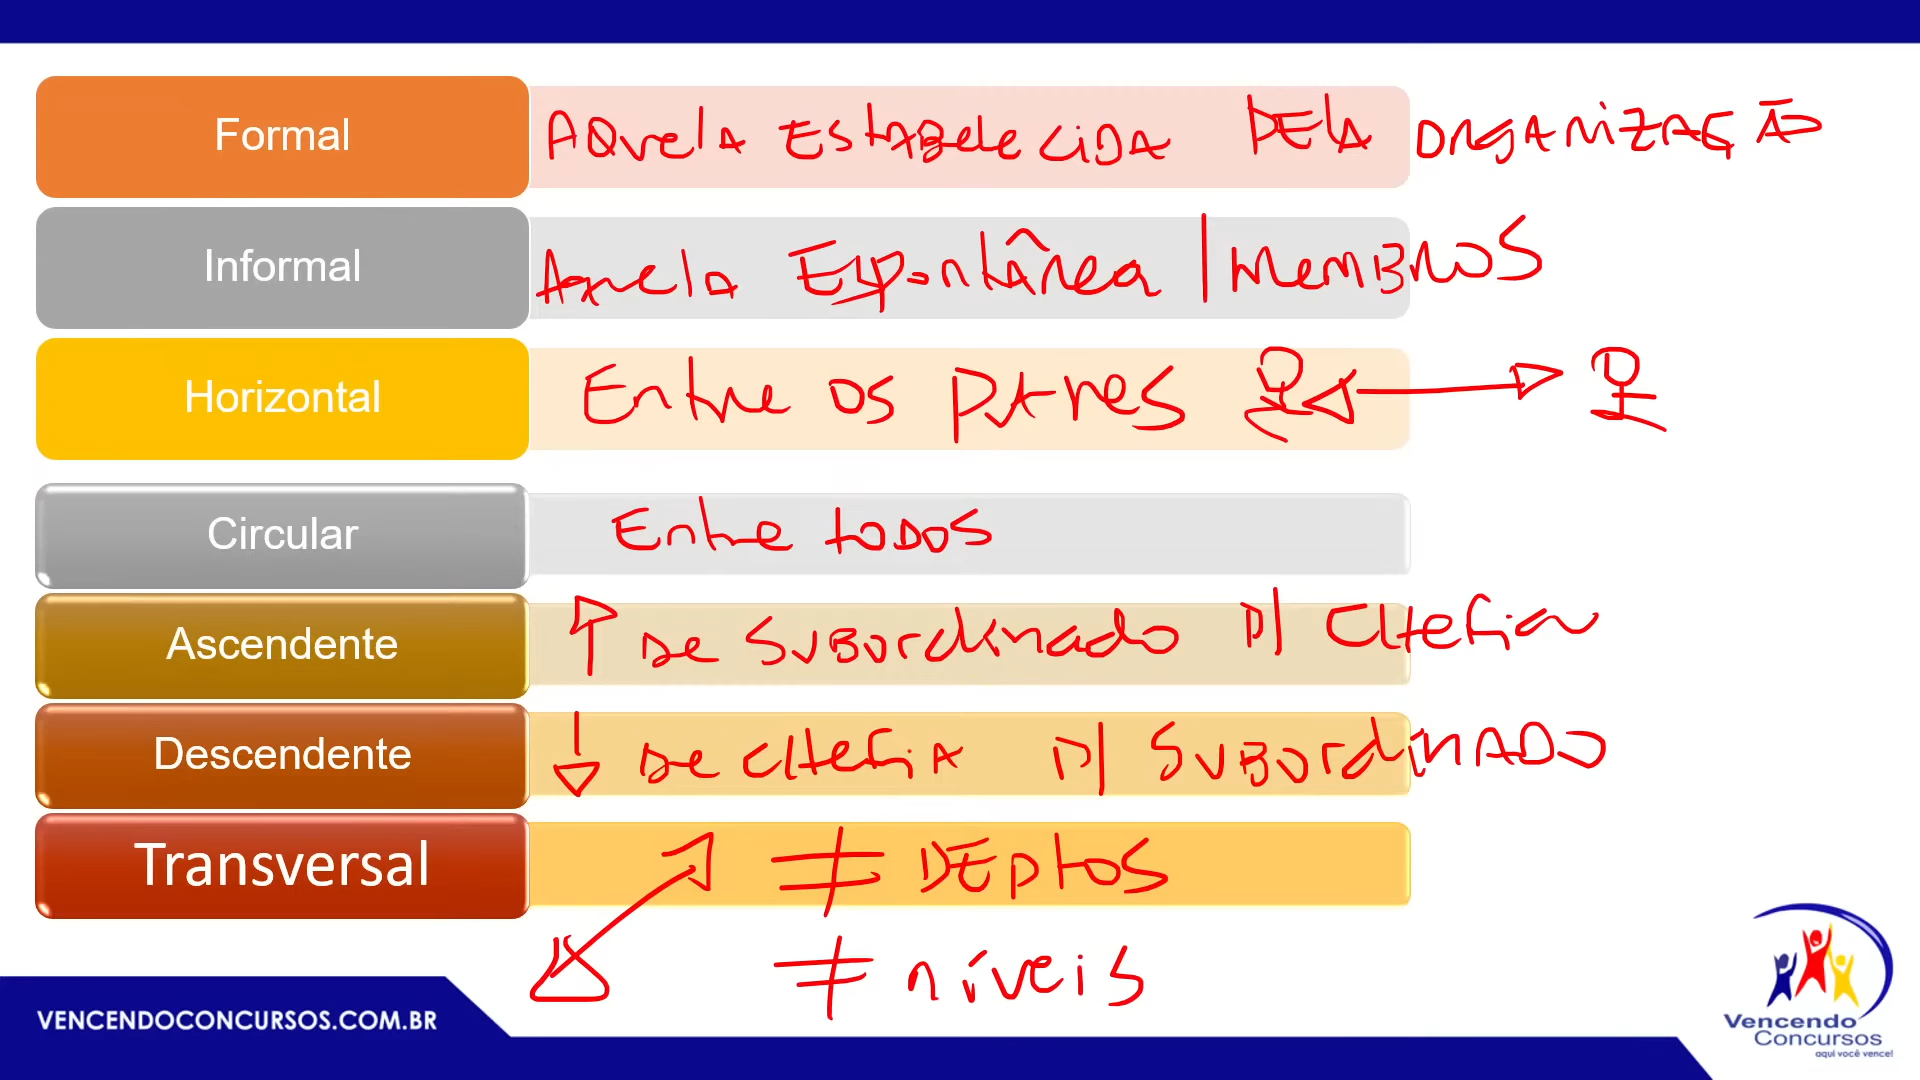 Formal AQuelA ESTABELECIDA PELA ORGANIZAÇÃO
Informal AquelA Espontânea | MEMBROS
Horizontal Entre os pares
Circular Entre todos
Ascendente ↑ DE SUBordinado P/ CHEFia
Descendente ↓ DE CHEFIA P/ SUBordINADO
Transversal ≠ DEptos
≠ níveis
VENCENDOCONCURSOS.COM.BR
Vencendo
Concursos
aqui você vence!